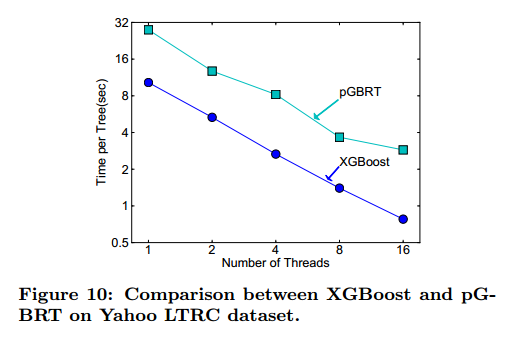 32
16
8
4
2
1
0.5
Time per Tree(sec)
pGBRT
XGBoost
1 2 4 8 16
Number of Threads
Figure 10: Comparison between XGBoost and pG-
BRT on Yahoo LTRC dataset.